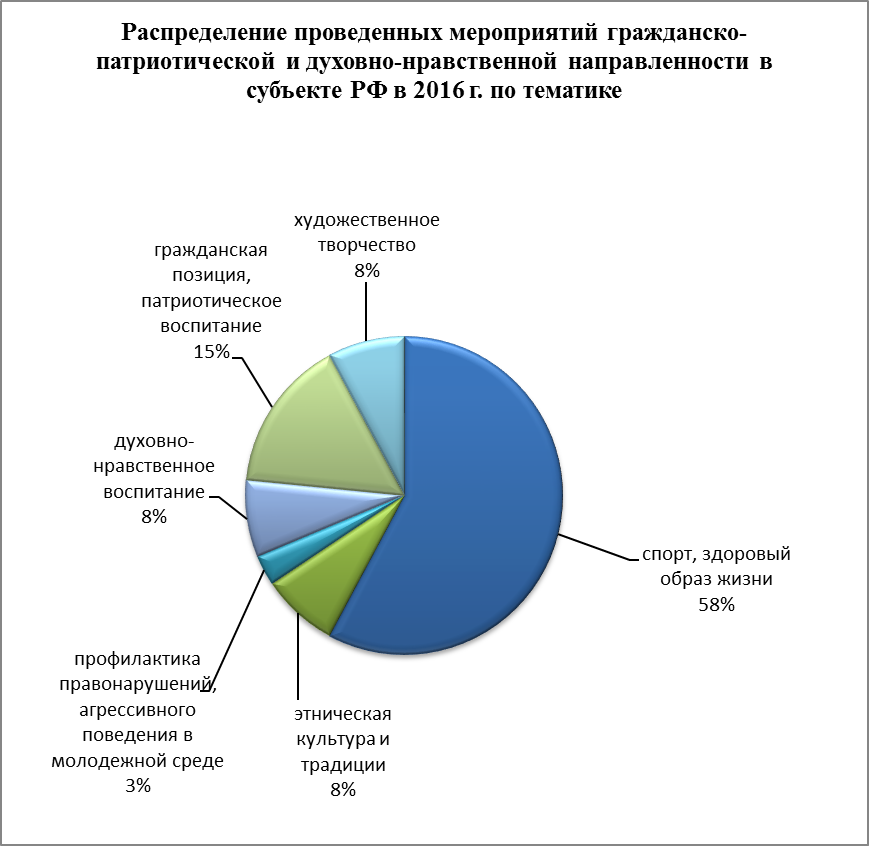 Распределение проведенных мероприятий гражданско-
патриотической и духовно-нравственной направленности в
субъекте РФ в 2016 г. по тематике
художественное
творчество
8%
гражданская
позиция,
патриотическое
воспитание
15%
духовно-
нравственное
воспитание
8%
спорт, здоровый
образ жизни
58%
профилактика
правонарушений,
агрессивного
поведения в
молодежной среде
3%
этническая
культура и
традиции
8%